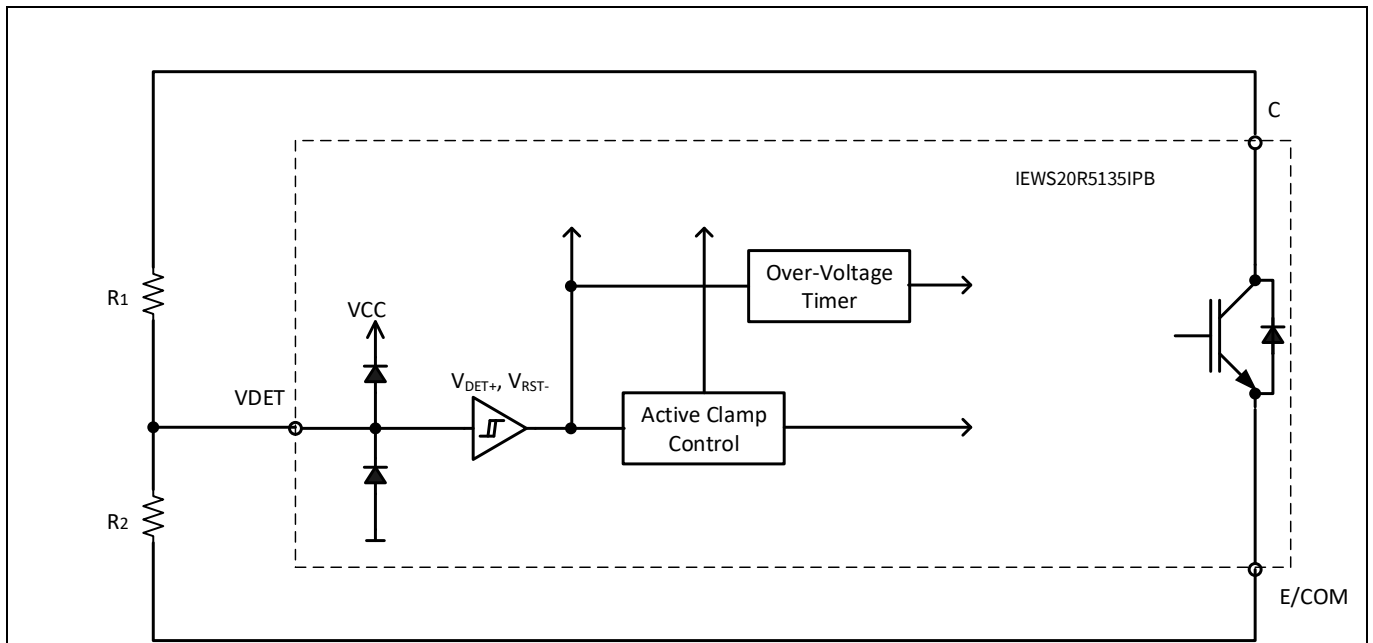 C
IEWS20R5135IPB
Over-Voltage
Timer
R1
VCC
VDET+, VRST-
VDET
Active Clamp
Control
R2
E/COM